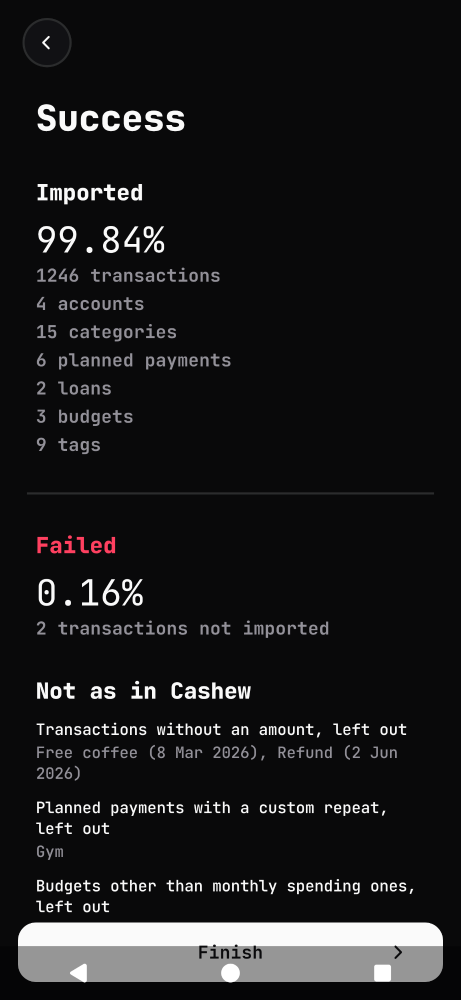 Success
Imported
99.84%
1246 transactions
4 accounts
15 categories
6 planned payments
2 loans
3 budgets
9 tags
Failed
0.16%
2 transactions not imported
Not as in Cashew
Transactions without an amount, left out
Free coffee (8 Mar 2026), Refund (2 Jun
2026)
Planned payments with a custom repeat,
left out
Gym
Budgets other than monthly spending ones,
left out
Finish